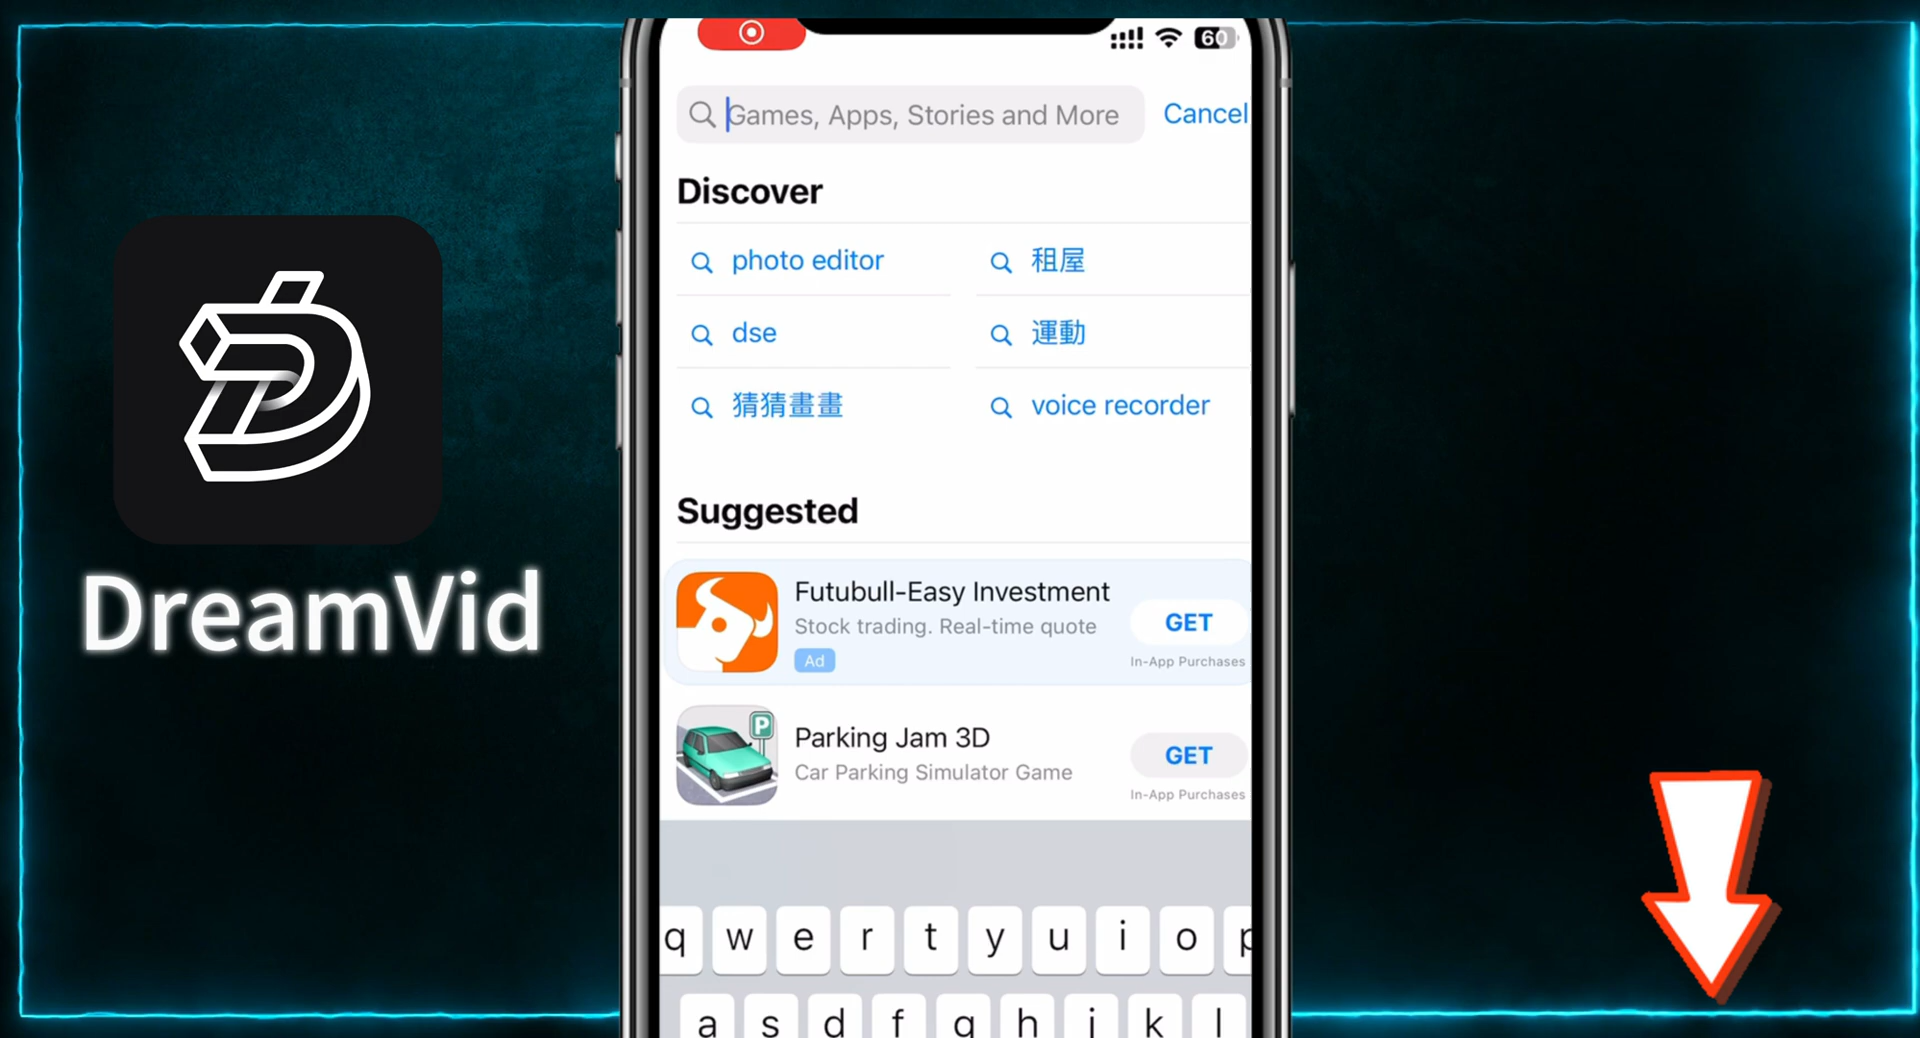 60
Games, Apps, Stories and More
Cancel
Discover
photo editor
租屋
dse
運動
猜猜畫畫
voice recorder
DreamVid
Suggested
Futubull-Easy Investment
Stock trading. Real-time quote
Ad
GET
In-App Purchases
P
Parking Jam 3D
Car Parking Simulator Game
GET
In-App Purchases
q w e r t y u i o p
a s d f g h j k l